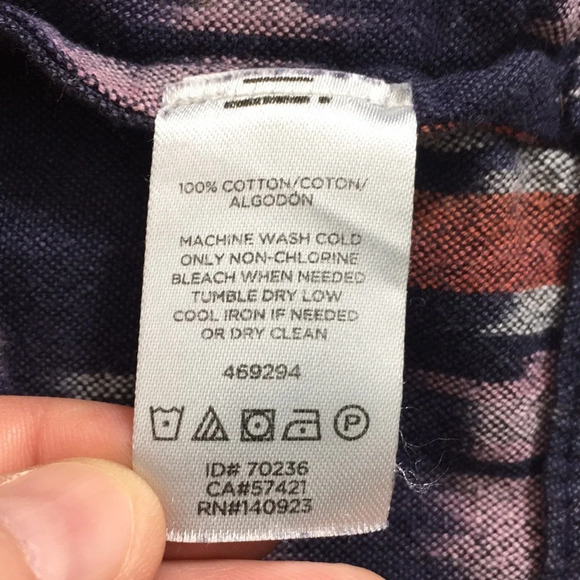 100% COTTON/COTON/
ALGODÓN
MACHINE WASH COLD
ONLY NON-CHLORINE
BLEACH WHEN NEEDED
TUMBLE DRY LOW
COOL IRON IF NEEDED
OR DRY CLEAN
469294
P
ID# 70236
CA#57421
RN#140923